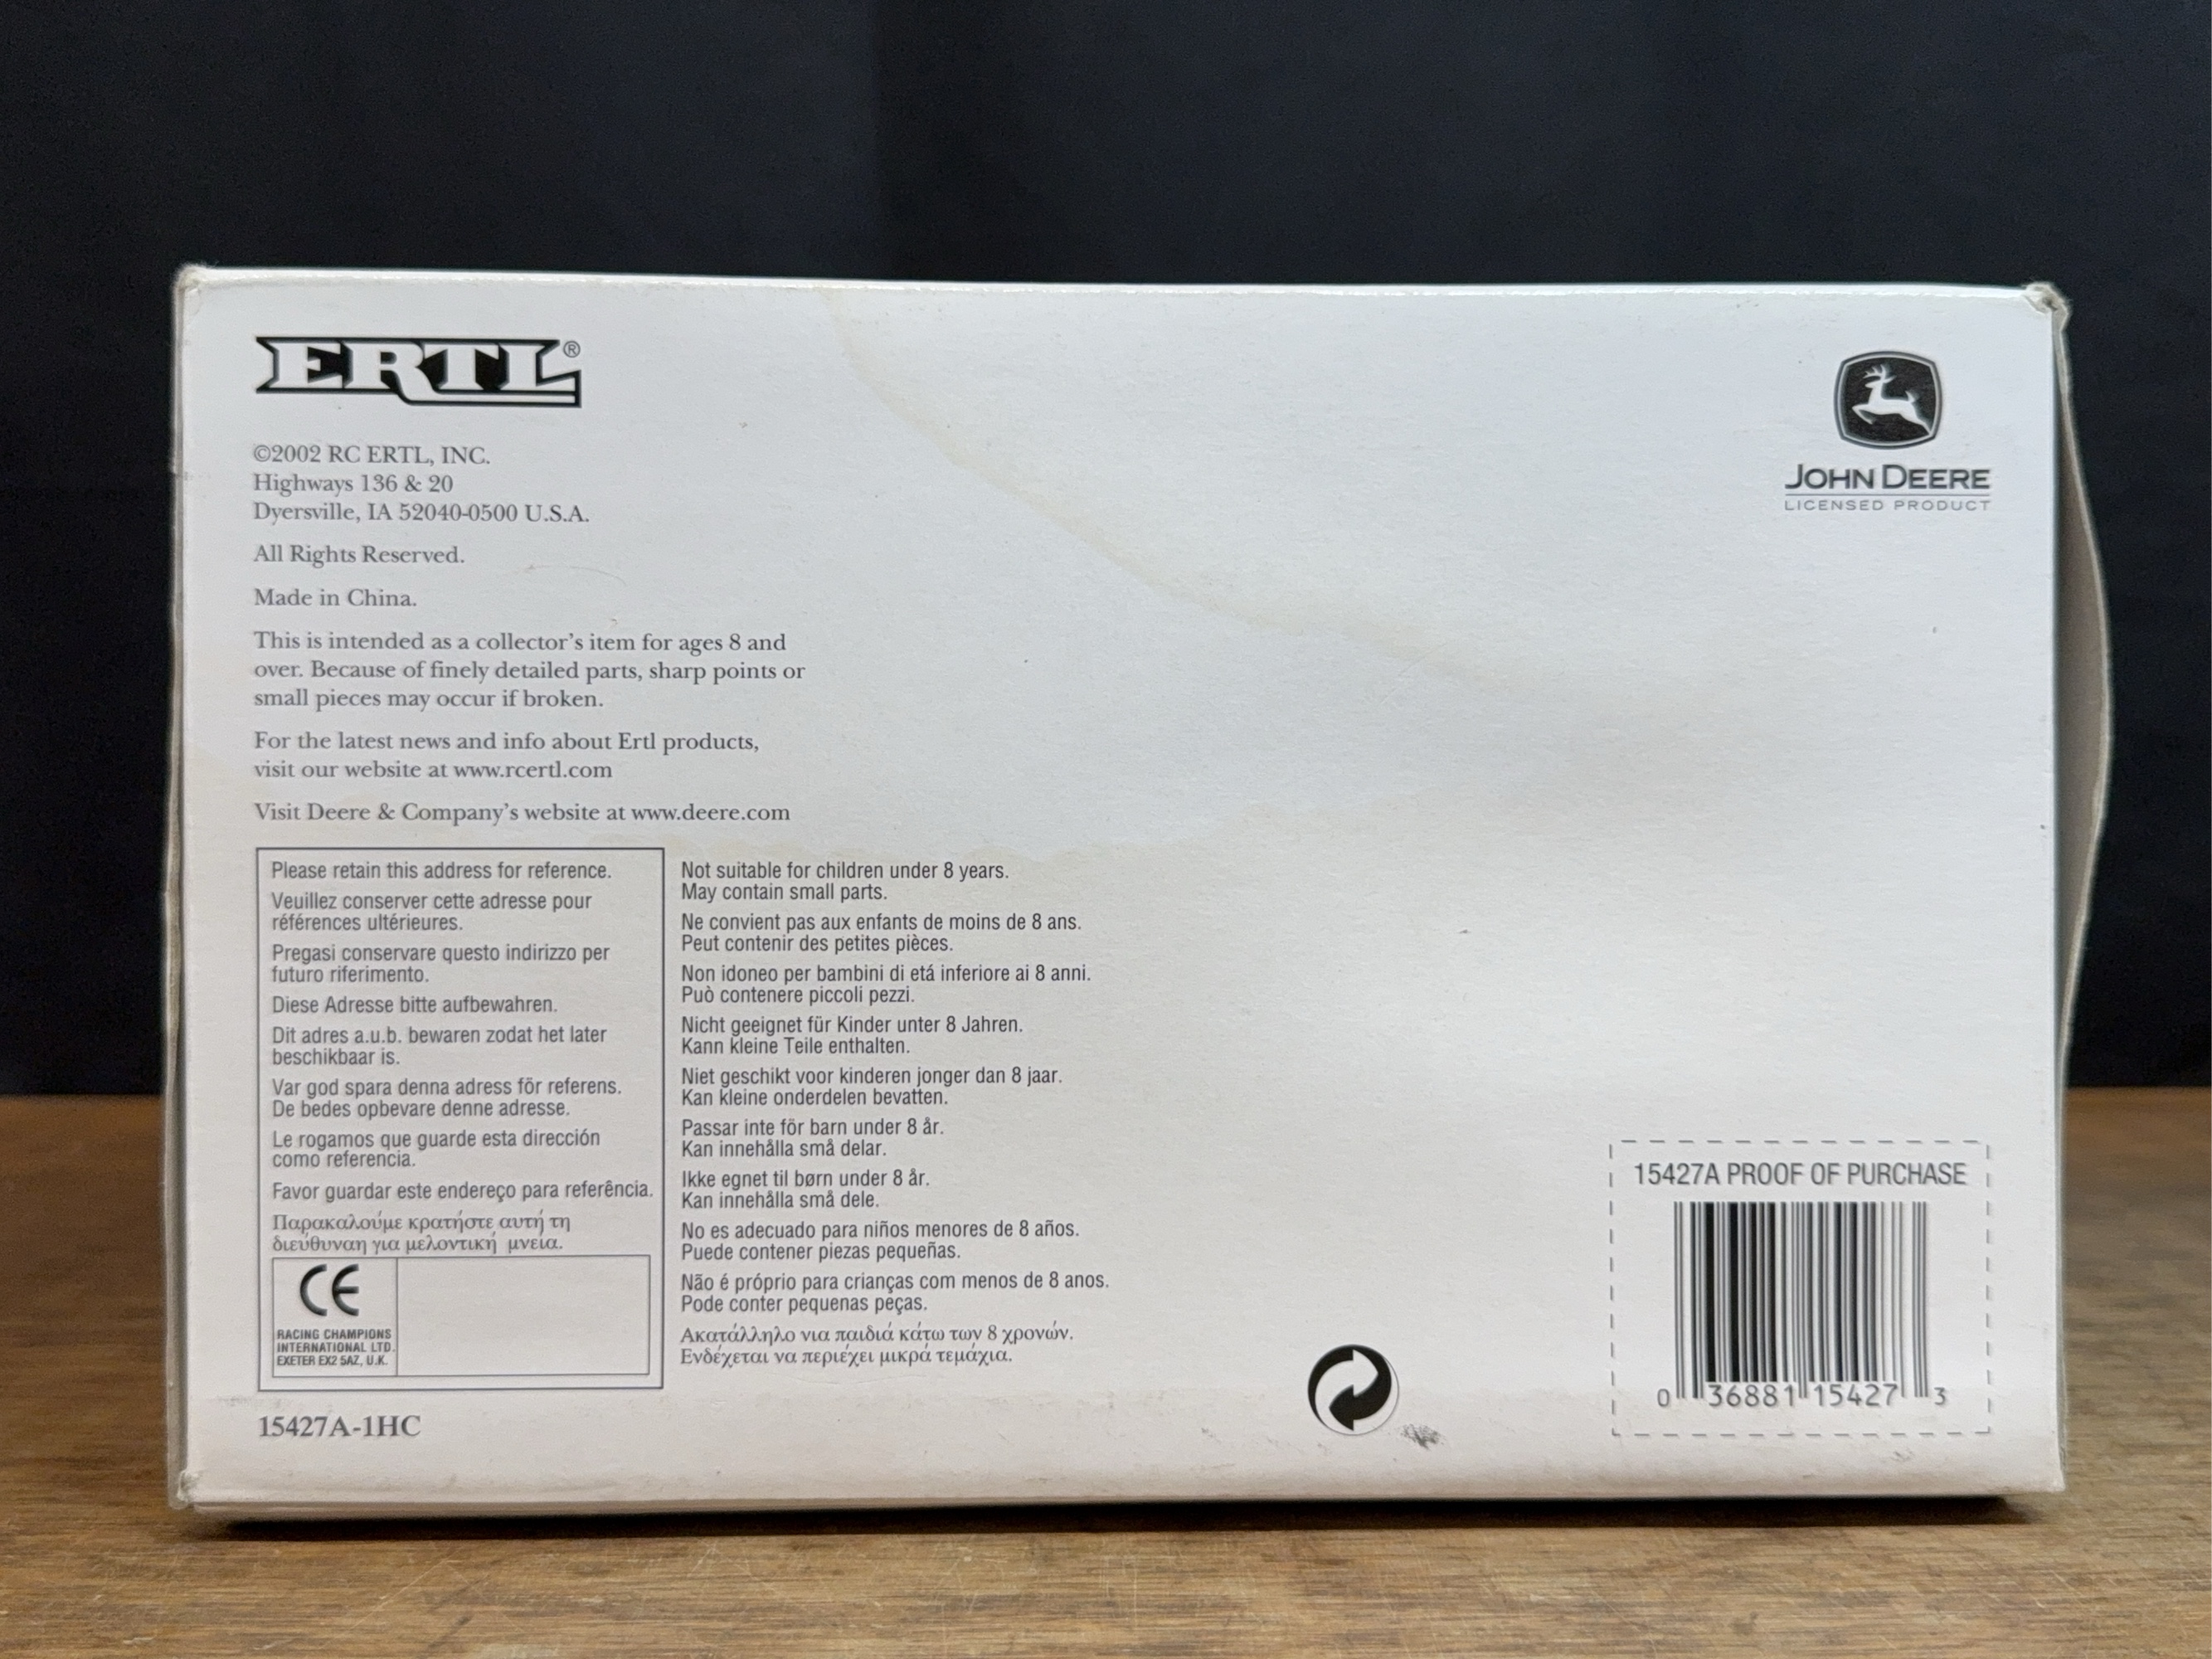 ERTL®
©2002 RC ERTL, INC.
Highways 136 & 20
Dyersville, IA 52040-0500 U.S.A.
All Rights Reserved.
Made in China.
This is intended as a collector's item for ages 8 and
over. Because of finely detailed parts, sharp points or
small pieces may occur if broken.
For the latest news and info about Ertl products,
visit our website at www.rcertl.com
Visit Deere & Company's website at www.deere.com
JOHN DEERE
LICENSED PRODUCT
Please retain this address for reference.
Veuillez conserver cette adresse pour
références ultérieures.
Pregasi conservare questo indirizzo per
futuro riferimento.
Diese Adresse bitte aufbewahren.
Dit adres a.u.b. bewaren zodat het later
beschikbaar is.
Var god spara denna adress för referens.
De bedes opbevare denne adresse.
Le rogamos que guarde esta dirección
como referencia.
Favor guardar este endereço para referência.
Παρακαλούμε κρατήστε αυτή τη
διεύθυναη για μελοντική μνεία.
CE
RACING CHAMPIONS
INTERNATIONAL LTD.
EXETER EX2 5AZ, U.K.
15427A-1HC
Not suitable for children under 8 years.
May contain small parts.
Ne convient pas aux enfants de moins de 8 ans.
Peut contenir des petites pièces.
Non idoneo per bambini di etá inferiore ai 8 anni.
Può contenere piccoli pezzi.
Nicht geeignet für Kinder unter 8 Jahren.
Kann kleine Teile enthalten.
Niet geschikt voor kinderen jonger dan 8 jaar.
Kan kleine onderdelen bevatten.
Passar inte för barn under 8 år.
Kan innehålla små delar.
Ikke egnet til børn under 8 år.
Kan innehålla små dele.
No es adecuado para niños menores de 8 años.
Puede contener piezas pequeñas.
Não é próprio para crianças com menos de 8 anos.
Pode conter pequenas peças.
Ακατάλληλο νια παιδιά κάτω των 8 χρονών.
Ενδέχεται να περιέχει μικρά τεμάχια.
15427A PROOF OF PURCHASE
0 36881 15427 3